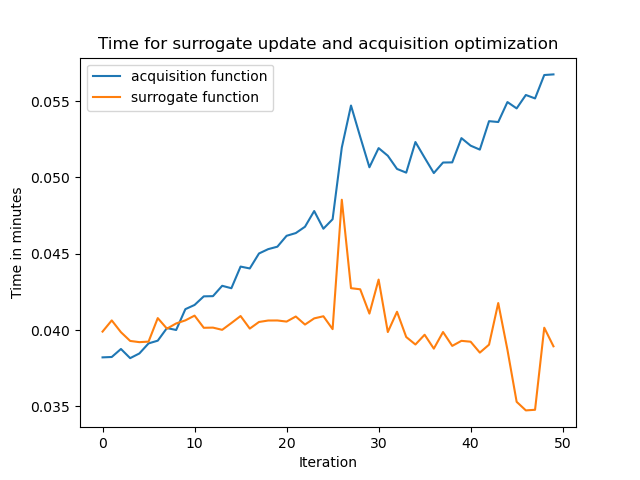 Time for surrogate update and acquisition optimization
acquisition function
surrogate function
0.055
0.050
0.045
0.040
0.035
Time in minutes
0 10 20 30 40 50
Iteration